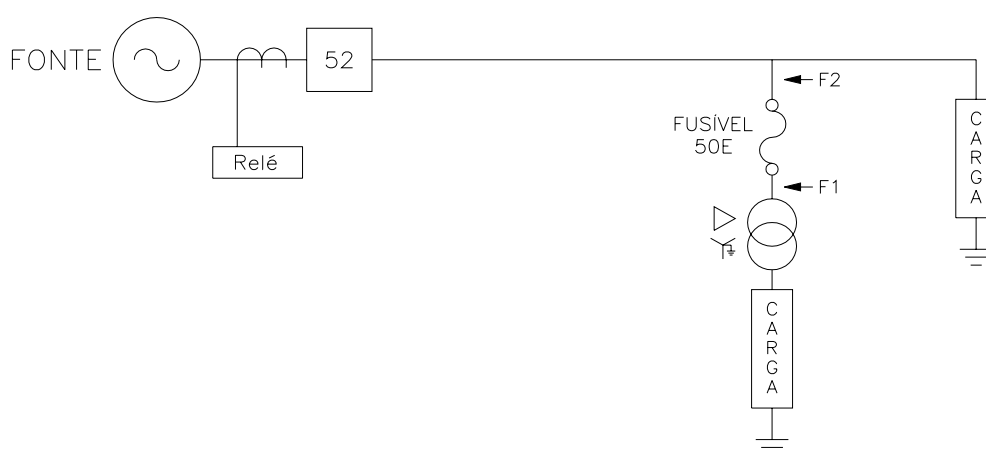 FONTE
52
Relé
F2
FUSÍVEL
50E
F1
CARGA
CARGA